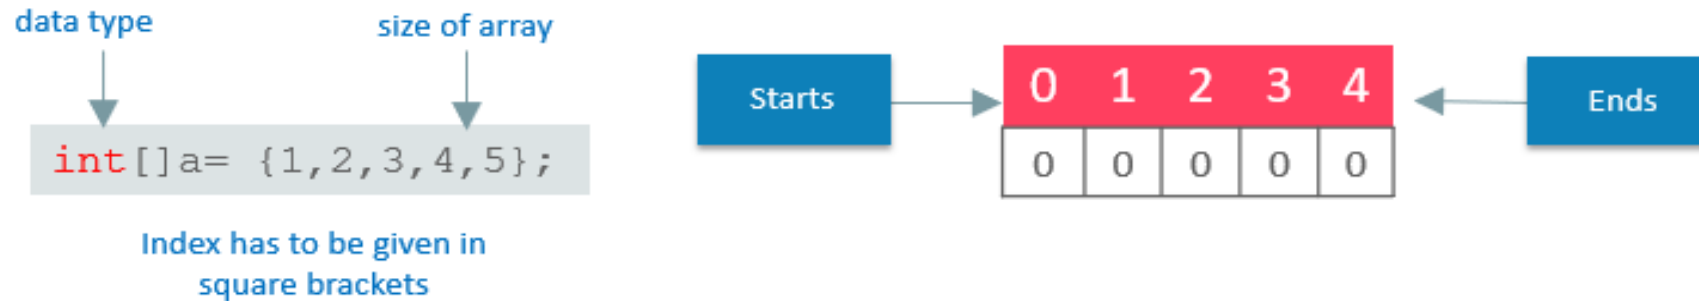 data type
size of array
int[]a= {1,2,3,4,5};
Index has to be given in
square brackets
Starts
0 1 2 3 4
0 0 0 0 0
Ends